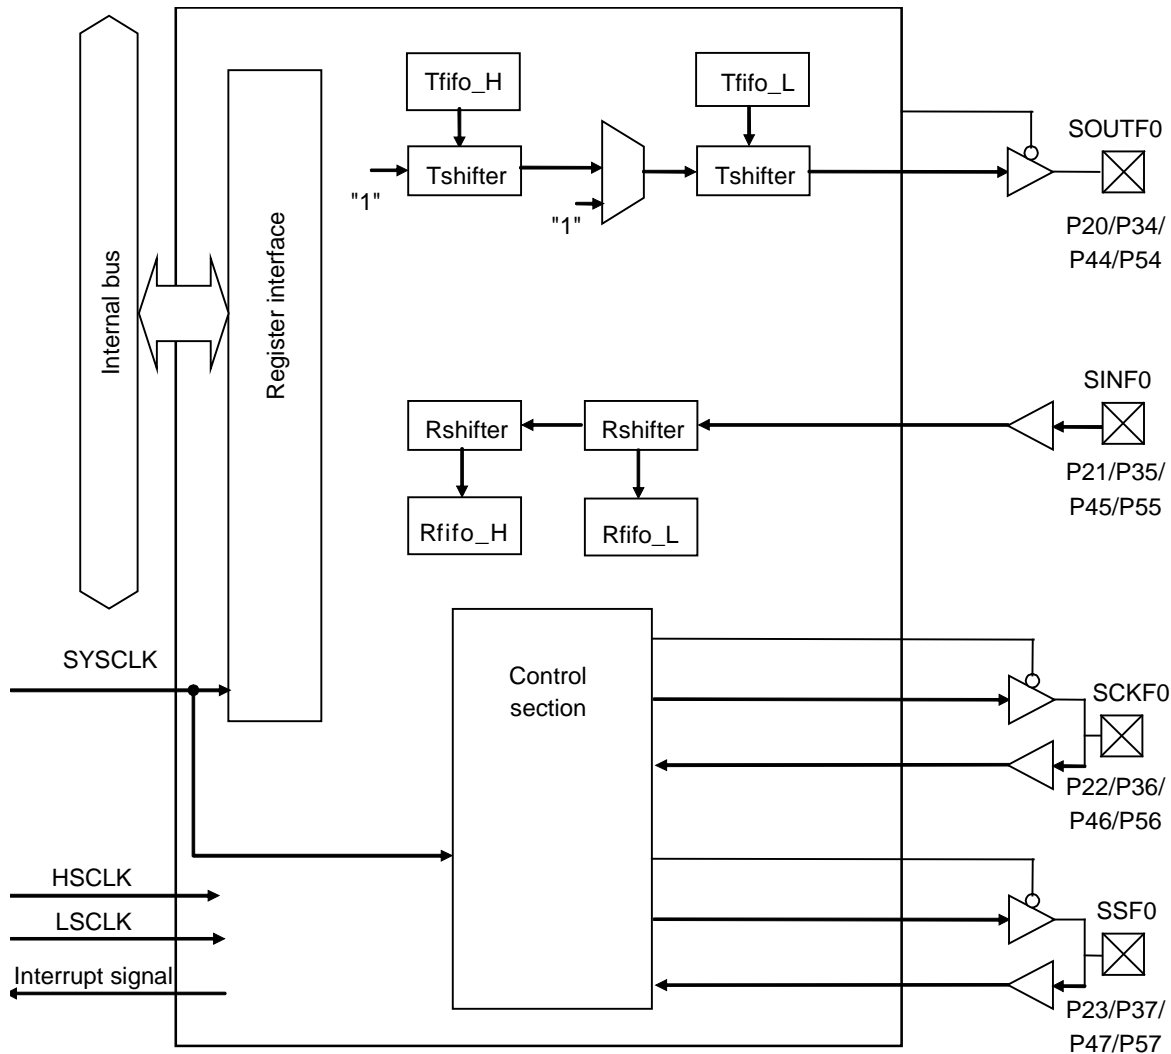 Tfifo_H
Tfifo_L
SOUTF0
Tshifter
Tshifter
"1"
"1"
P20/P34/
P44/P54
Internal bus
Register interface
SINF0
Rshifter
Rshifter
P21/P35/
P45/P55
Rfifo_H
Rfifo_L
SYSCLK
Control
section
SCKF0
P22/P36/
P46/P56
HSCLK
LSCLK
SSF0
Interrupt signal
P23/P37/
P47/P57